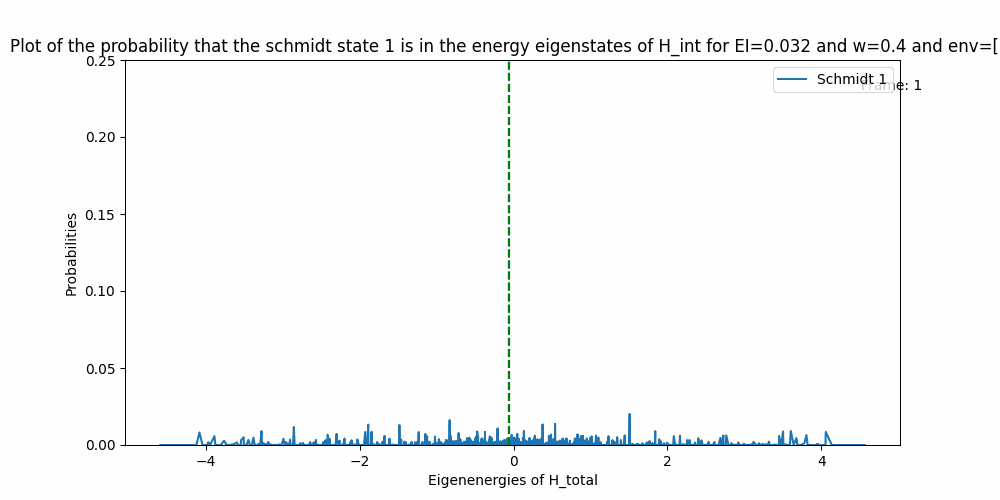 Plot of the probability that the schmidt state 1 is in the energy eigenstates of H_int for EI=0.032 and w=0.4 and env=[
Schmidt 1
Frame: 1
0.25
0.20
0.15
0.10
0.05
0.00
Probabilities
−4
−2
0
2
4
Eigenenergies of H_total